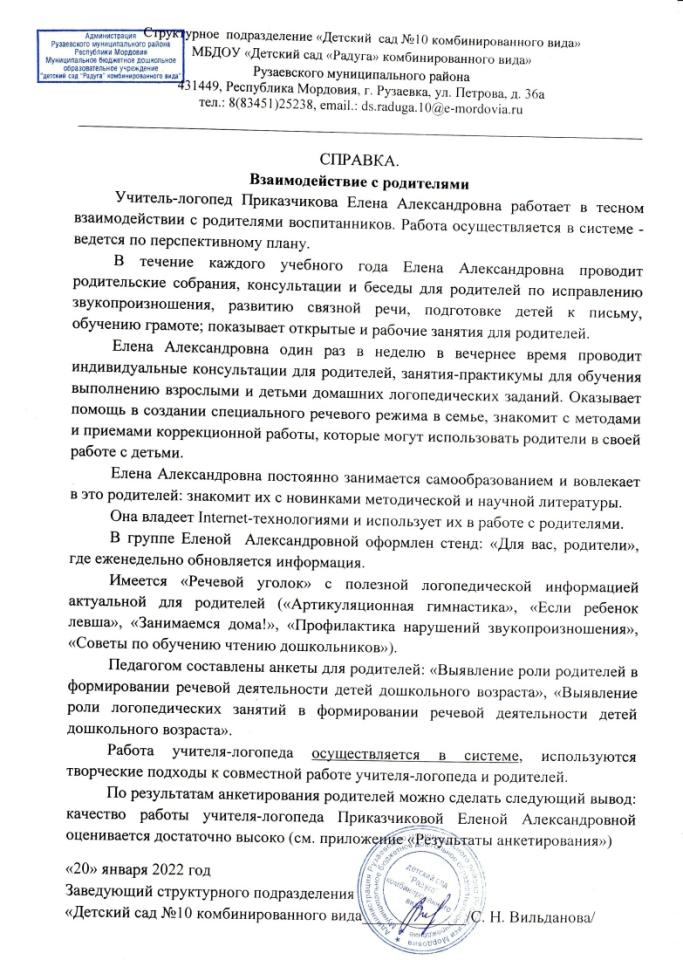 Администрация
Рузаевского муниципального района
Республики Мордовия
Муниципальное бюджетное дошкольное
образовательное учреждение
"детский сад "Радуга" комбинированного вида"
Структурное подразделение «Детский сад №10 комбинированного вида»
МБДОУ «Детский сад «Радуга» комбинированного вида»
Рузаевского муниципального района
431449, Республика Мордовия, г. Рузаевка, ул. Петрова, д. 36а
тел.: 8(83451)25238, email.: ds.raduga.10@e-mordovia.ru
СПРАВКА.
Взаимодействие с родителями
Учитель-логопед Приказчикова Елена Александровна работает в тесном
взаимодействии с родителями воспитанников. Работа осуществляется в системе -
ведется по перспективному плану.
В течение каждого учебного года Елена Александровна проводит
родительские собрания, консультации и беседы для родителей по исправлению
звукопроизношения, развитию связной речи, подготовке детей к письму,
обучению грамоте; показывает открытые и рабочие занятия для родителей.
Елена Александровна один раз в неделю в вечернее время проводит
индивидуальные консультации для родителей, занятия-практикумы для обучения
выполнению взрослыми и детьми домашних логопедических заданий. Оказывает
помощь в создании специального речевого режима в семье, знакомит с методами
и приемами коррекционной работы, которые могут использовать родители в своей
работе с детьми.
Елена Александровна постоянно занимается самообразованием и вовлекает
в это родителей: знакомит их с новинками методической и научной литературы.
Она владеет Internet-технологиями и использует их в работе с родителями.
В группе Еленой Александровной оформлен стенд: «Для вас, родители»,
где еженедельно обновляется информация.
Имеется «Речевой уголок» с полезной логопедической информацией
актуальной для родителей («Артикуляционная гимнастика», «Если ребенок
левша», «Занимаемся дома!», «Профилактика нарушений звукопроизношения»,
«Советы по обучению чтению дошкольников»).
Педагогом составлены анкеты для родителей: «Выявление роли родителей в
формировании речевой деятельности детей дошкольного возраста», «Выявление
роли логопедических занятий в формировании речевой деятельности детей
дошкольного возраста».
Работа учителя-логопеда осуществляется в системе, используются
творческие подходы к совместной работе учителя-логопеда и родителей.
По результатам анкетирования родителей можно сделать следующий вывод:
качество работы учителя-логопеда Приказчиковой Еленой Александровной
оценивается достаточно высоко (см. приложение «Результаты анкетирования»)
«20» января 2022 год
Заведующий структурного подразделения
«Детский сад №10 комбинированного вида /С. Н. Вильданова/
детский сад
"Радуга"
комбинированного